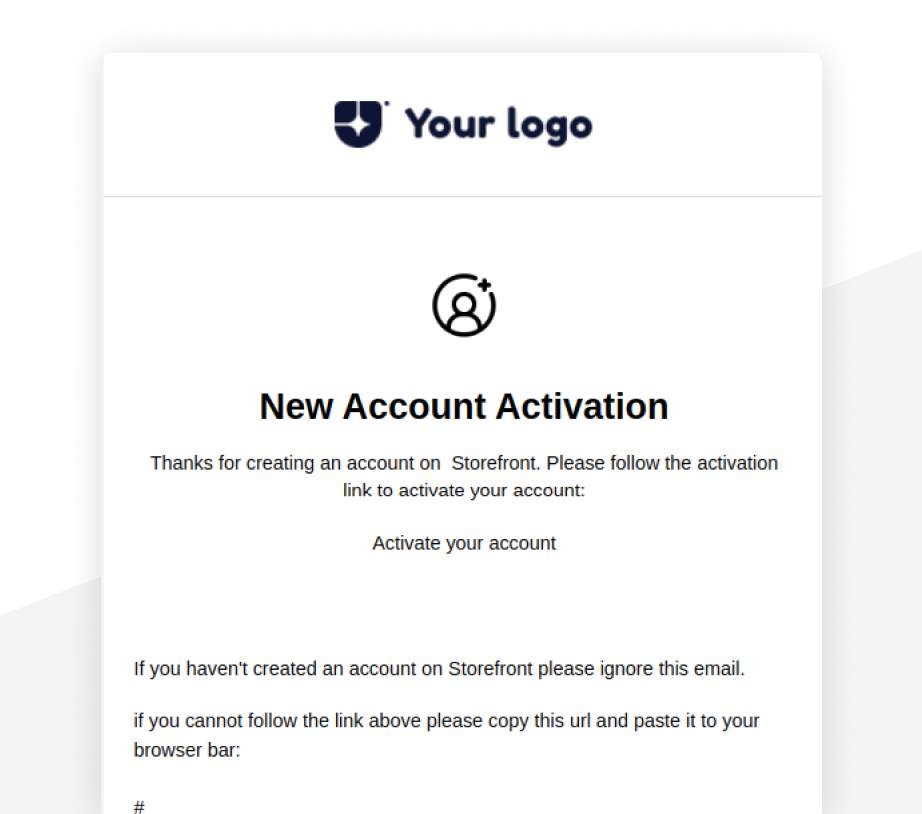 Your logo
New Account Activation
Thanks for creating an account on  Storefront. Please follow the activation
link to activate your account:
Activate your account
If you haven't created an account on Storefront please ignore this email.
if you cannot follow the link above please copy this url and paste it to your
browser bar:
#